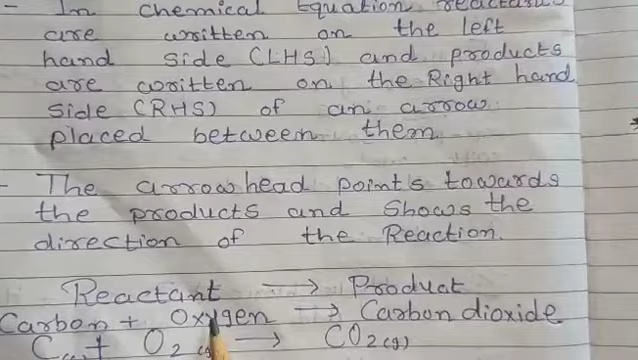 - In chemical Equation reactants
are written on the left
hand side (LHS) and products
are written on the Right hand
side (RHS) of an arrow
placed between them
- The arrowhead point's towards
the products and shows the
direction of the Reaction.
Reactant → Product
Carbon + Oxygen → Carbon dioxide
C + O2 (g) → CO2(g)